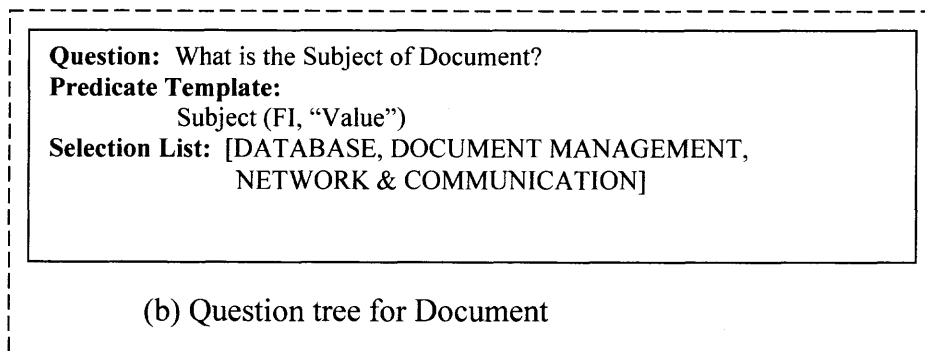 Question: What is the Subject of Document?
Predicate Template:
Subject (FI, “Value”)
Selection List: [DATABASE, DOCUMENT MANAGEMENT,
NETWORK & COMMUNICATION]
(b) Question tree for Document